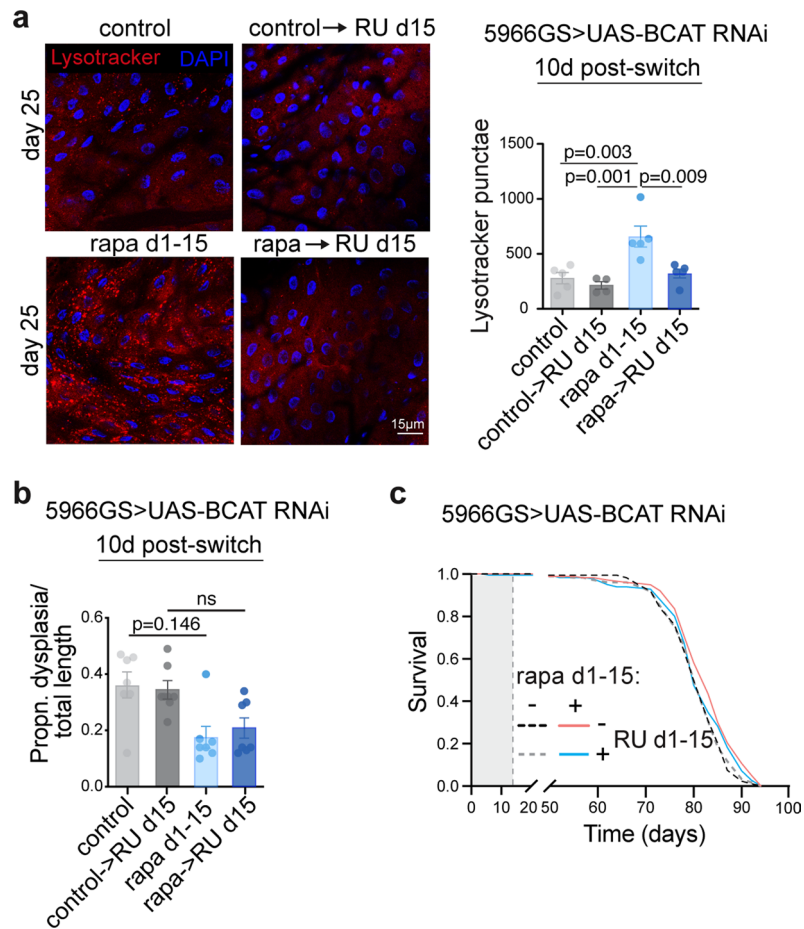 a
control
control→ RU d15
Lysotracker DAPI
day 25
rapa d1-15
rapa→ RU d15
day 25
15µm
5966GS>UAS-BCAT RNAi
10d post-switch
Lysotracker punctae
1500
1000
500
0
p=0.003
p=0.001
p=0.009
control
control->RU d15
rapa d1-15
rapa->RU d15
b
5966GS>UAS-BCAT RNAi
10d post-switch
Propn. dysplasia/
total length
0.6
0.4
0.2
0.0
ns
p=0.146
control
control->RU d15
rapa d1-15
rapa->RU d15
c
5966GS>UAS-BCAT RNAi
Survival
1.0
0.8
0.6
0.4
0.2
0.0
rapa d1-15:
- +
-
RU d1-15
+
0 10 20 50 60 70 80 90 100
Time (days)